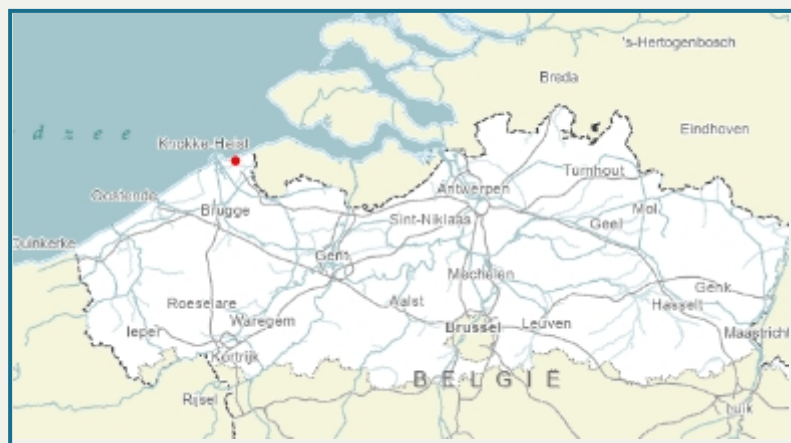 's-Hertogenbosch
Breda
Eindhoven
d z e e
Knokke-Heist
Turnhout
Antwerpen
Oostende
Mol
Brugge
Sint-Niklaas
Geel
Duinkerke
Gent
Mechelen
Genk
Roeselare
Aalst
Hasselt
Waregem
Brussel
Leuven
Ieper
Maastricht
Kortrijk
BELGIË
Rijsel
Luik